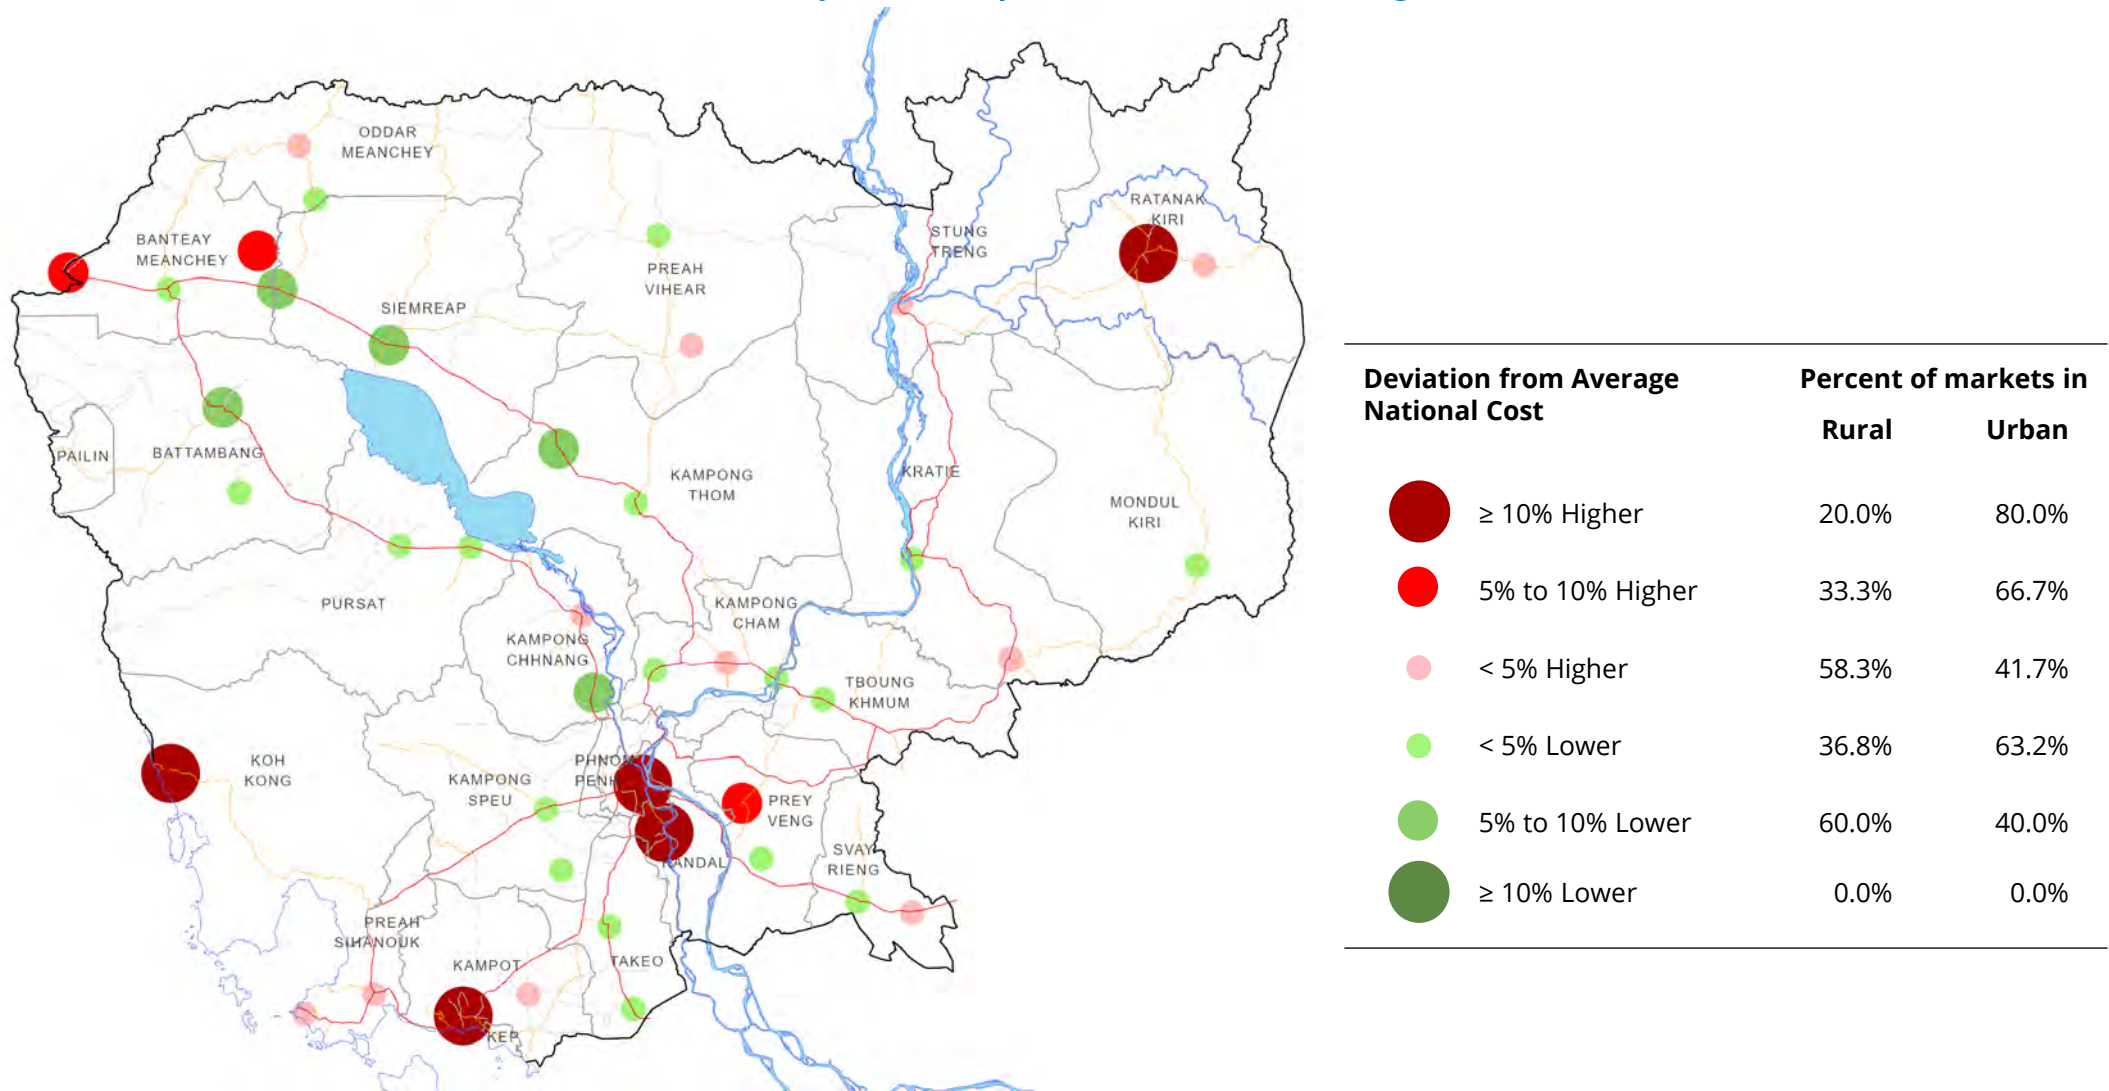 ODDAR
MEANCHEY
RATANAK
KIRI
STUNG
TRENG
BANTEAY
MEANCHEY
PREAH
VIHEAR
SIEMREAP
PAILIN
BATTAMBANG
KRATIE
KAMPONG
THOM
MONDUL
KIRI
PURSAT
KAMPONG
CHAM
KAMPONG
CHHNANG
TBOUNG
KHMUM
KOH
KONG
PHNOM
PENH
KAMPONG
SPEU
PREY
VENG
SVAY
RIENG
KANDAL
PREAH
SIHANOUK
KAMPOT
TAKEO
KEP
Deviation from Average
National Cost
Percent of markets in
Rural Urban
≥ 10% Higher 20.0% 80.0%
5% to 10% Higher 33.3% 66.7%
< 5% Higher 58.3% 41.7%
< 5% Lower 36.8% 63.2%
5% to 10% Lower 60.0% 40.0%
≥ 10% Lower 0.0% 0.0%